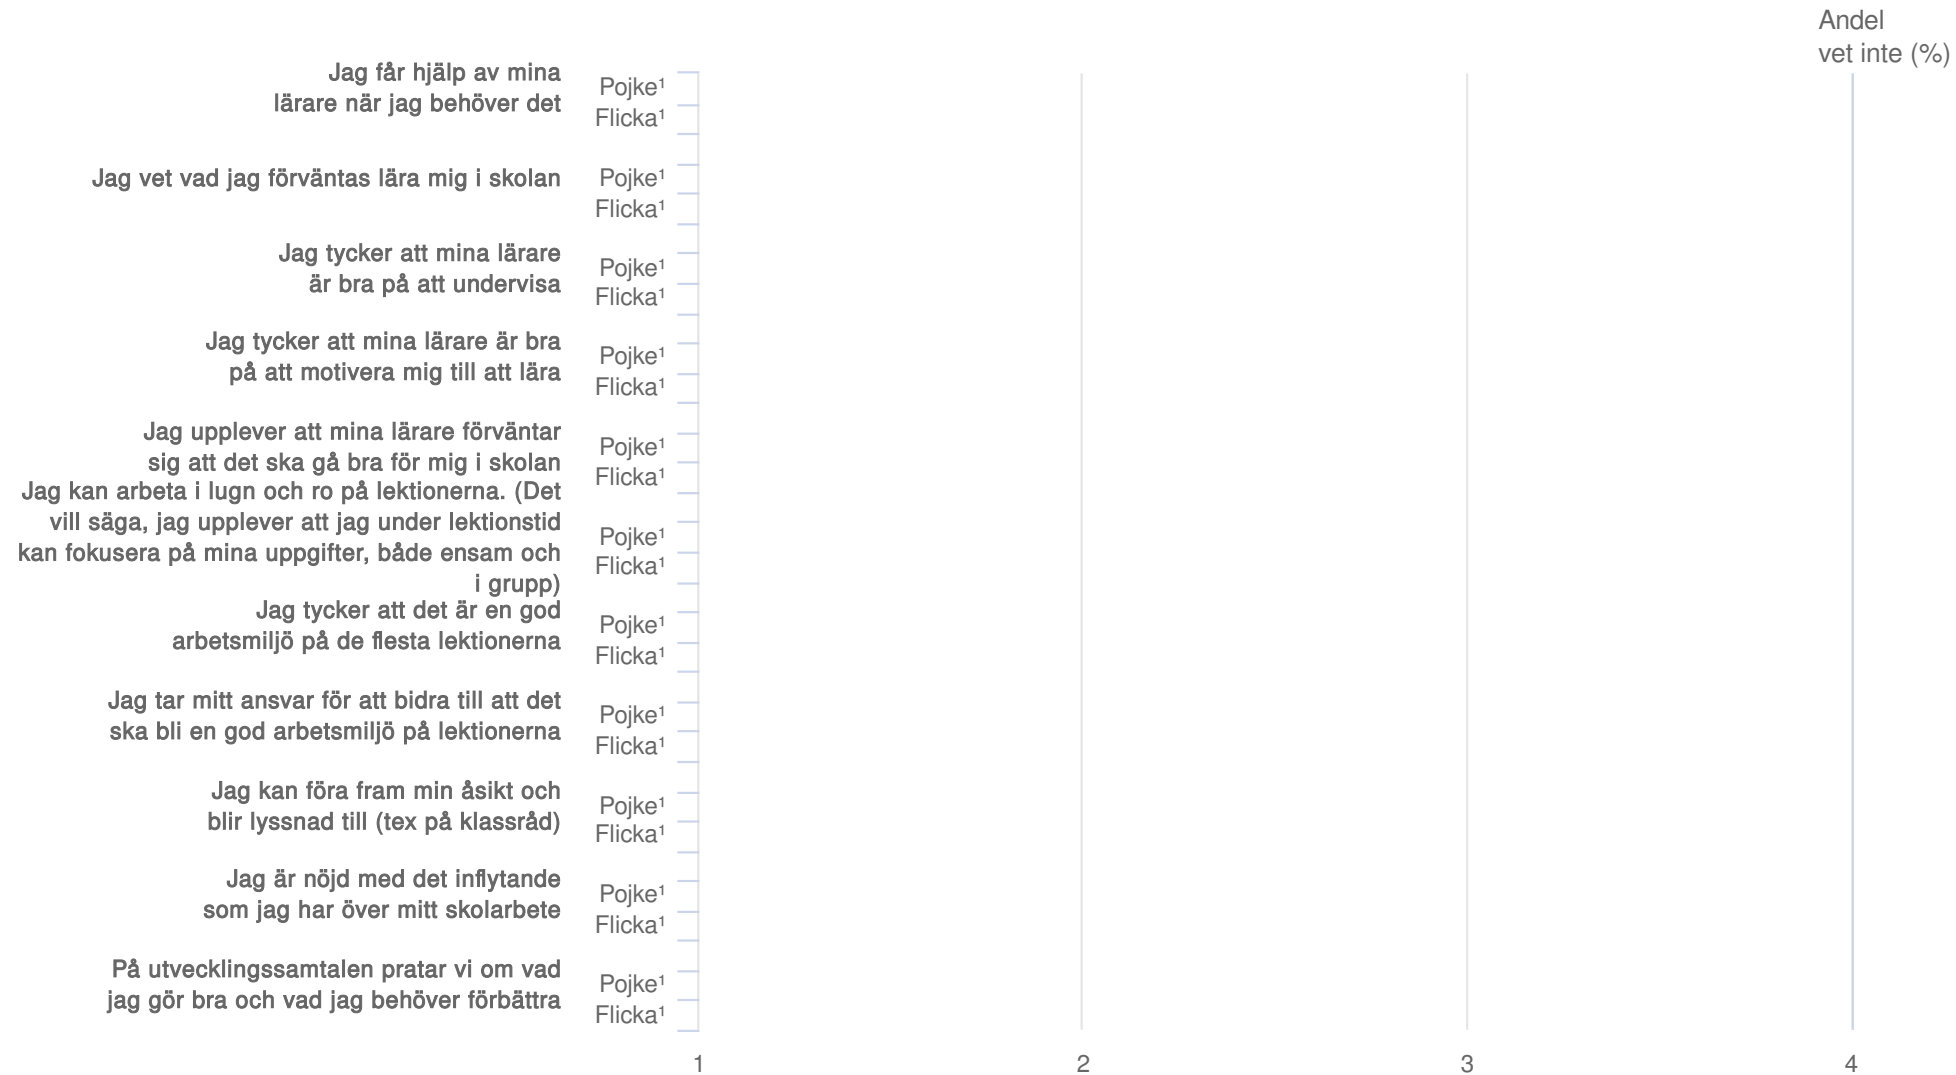 Andel
vet inte (%)
Jag får hjälp av mina
lärare när jag behöver det
Pojke¹
Flicka¹
Jag vet vad jag förväntas lära mig i skolan
Pojke¹
Flicka¹
Jag tycker att mina lärare
är bra på att undervisa
Pojke¹
Flicka¹
Jag tycker att mina lärare är bra
på att motivera mig till att lära
Pojke¹
Flicka¹
Jag upplever att mina lärare förväntar
sig att det ska gå bra för mig i skolan
Pojke¹
Flicka¹
Jag kan arbeta i lugn och ro på lektionerna. (Det
vill säga, jag upplever att jag under lektionstid
kan fokusera på mina uppgifter, både ensam och
i grupp)
Pojke¹
Flicka¹
Jag tycker att det är en god
arbetsmiljö på de flesta lektionerna
Pojke¹
Flicka¹
Jag tar mitt ansvar för att bidra till att det
ska bli en god arbetsmiljö på lektionerna
Pojke¹
Flicka¹
Jag kan föra fram min åsikt och
blir lyssnad till (tex på klassråd)
Pojke¹
Flicka¹
Jag är nöjd med det inflytande
som jag har över mitt skolarbete
Pojke¹
Flicka¹
På utvecklingssamtalen pratar vi om vad
jag gör bra och vad jag behöver förbättra
Pojke¹
Flicka¹
1 2 3 4